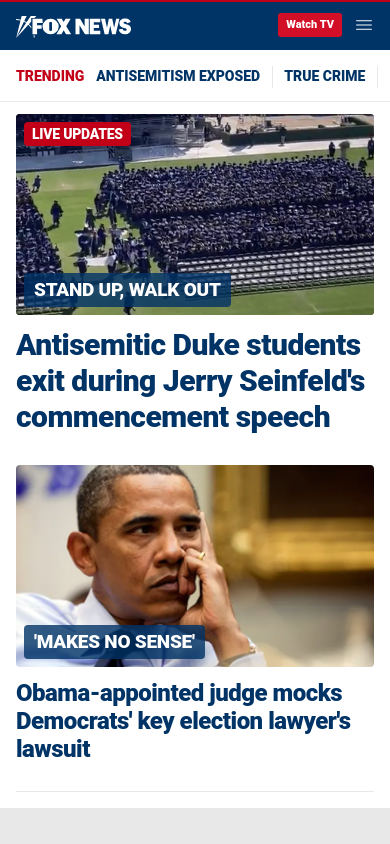 FOX NEWS
Watch TV
TRENDING ANTISEMITISM EXPOSED TRUE CRIME
LIVE UPDATES
STAND UP, WALK OUT
Antisemitic Duke students
exit during Jerry Seinfeld's
commencement speech
'MAKES NO SENSE'
Obama-appointed judge mocks
Democrats' key election lawyer's
lawsuit